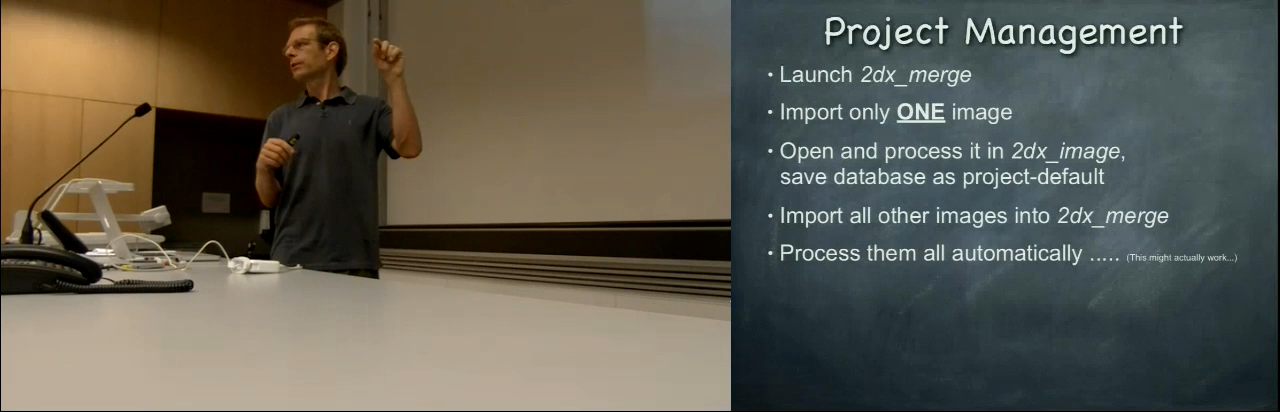 Project Management
• Launch 2dx_merge
• Import only ONE image
• Open and process it in 2dx_image,
save database as project-default
• Import all other images into 2dx_merge
• Process them all automatically ..... (This might actually work...)